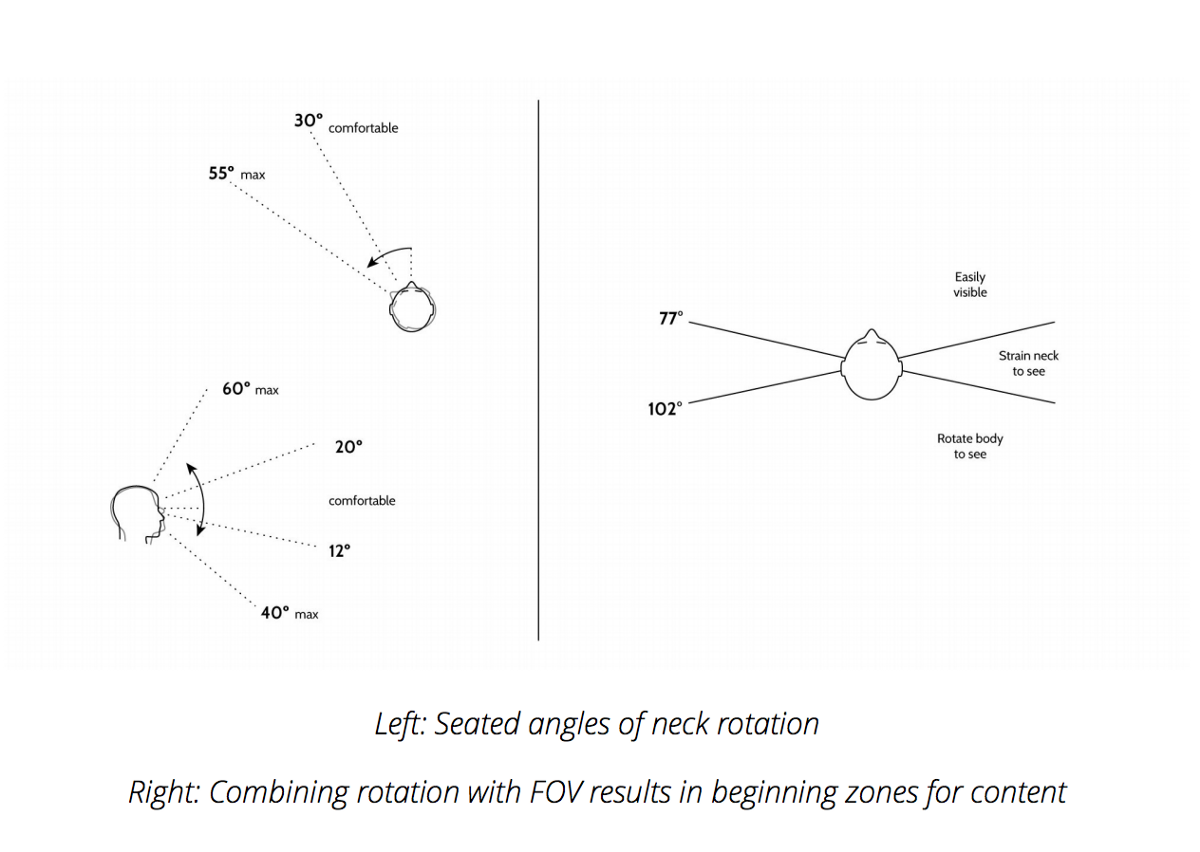 30° comfortable
55° max
60° max
20°
comfortable
12°
40° max
77°
102°
Easily
visible
Strain neck
to see
Rotate body
to see
Left: Seated angles of neck rotation
Right: Combining rotation with FOV results in beginning zones for content